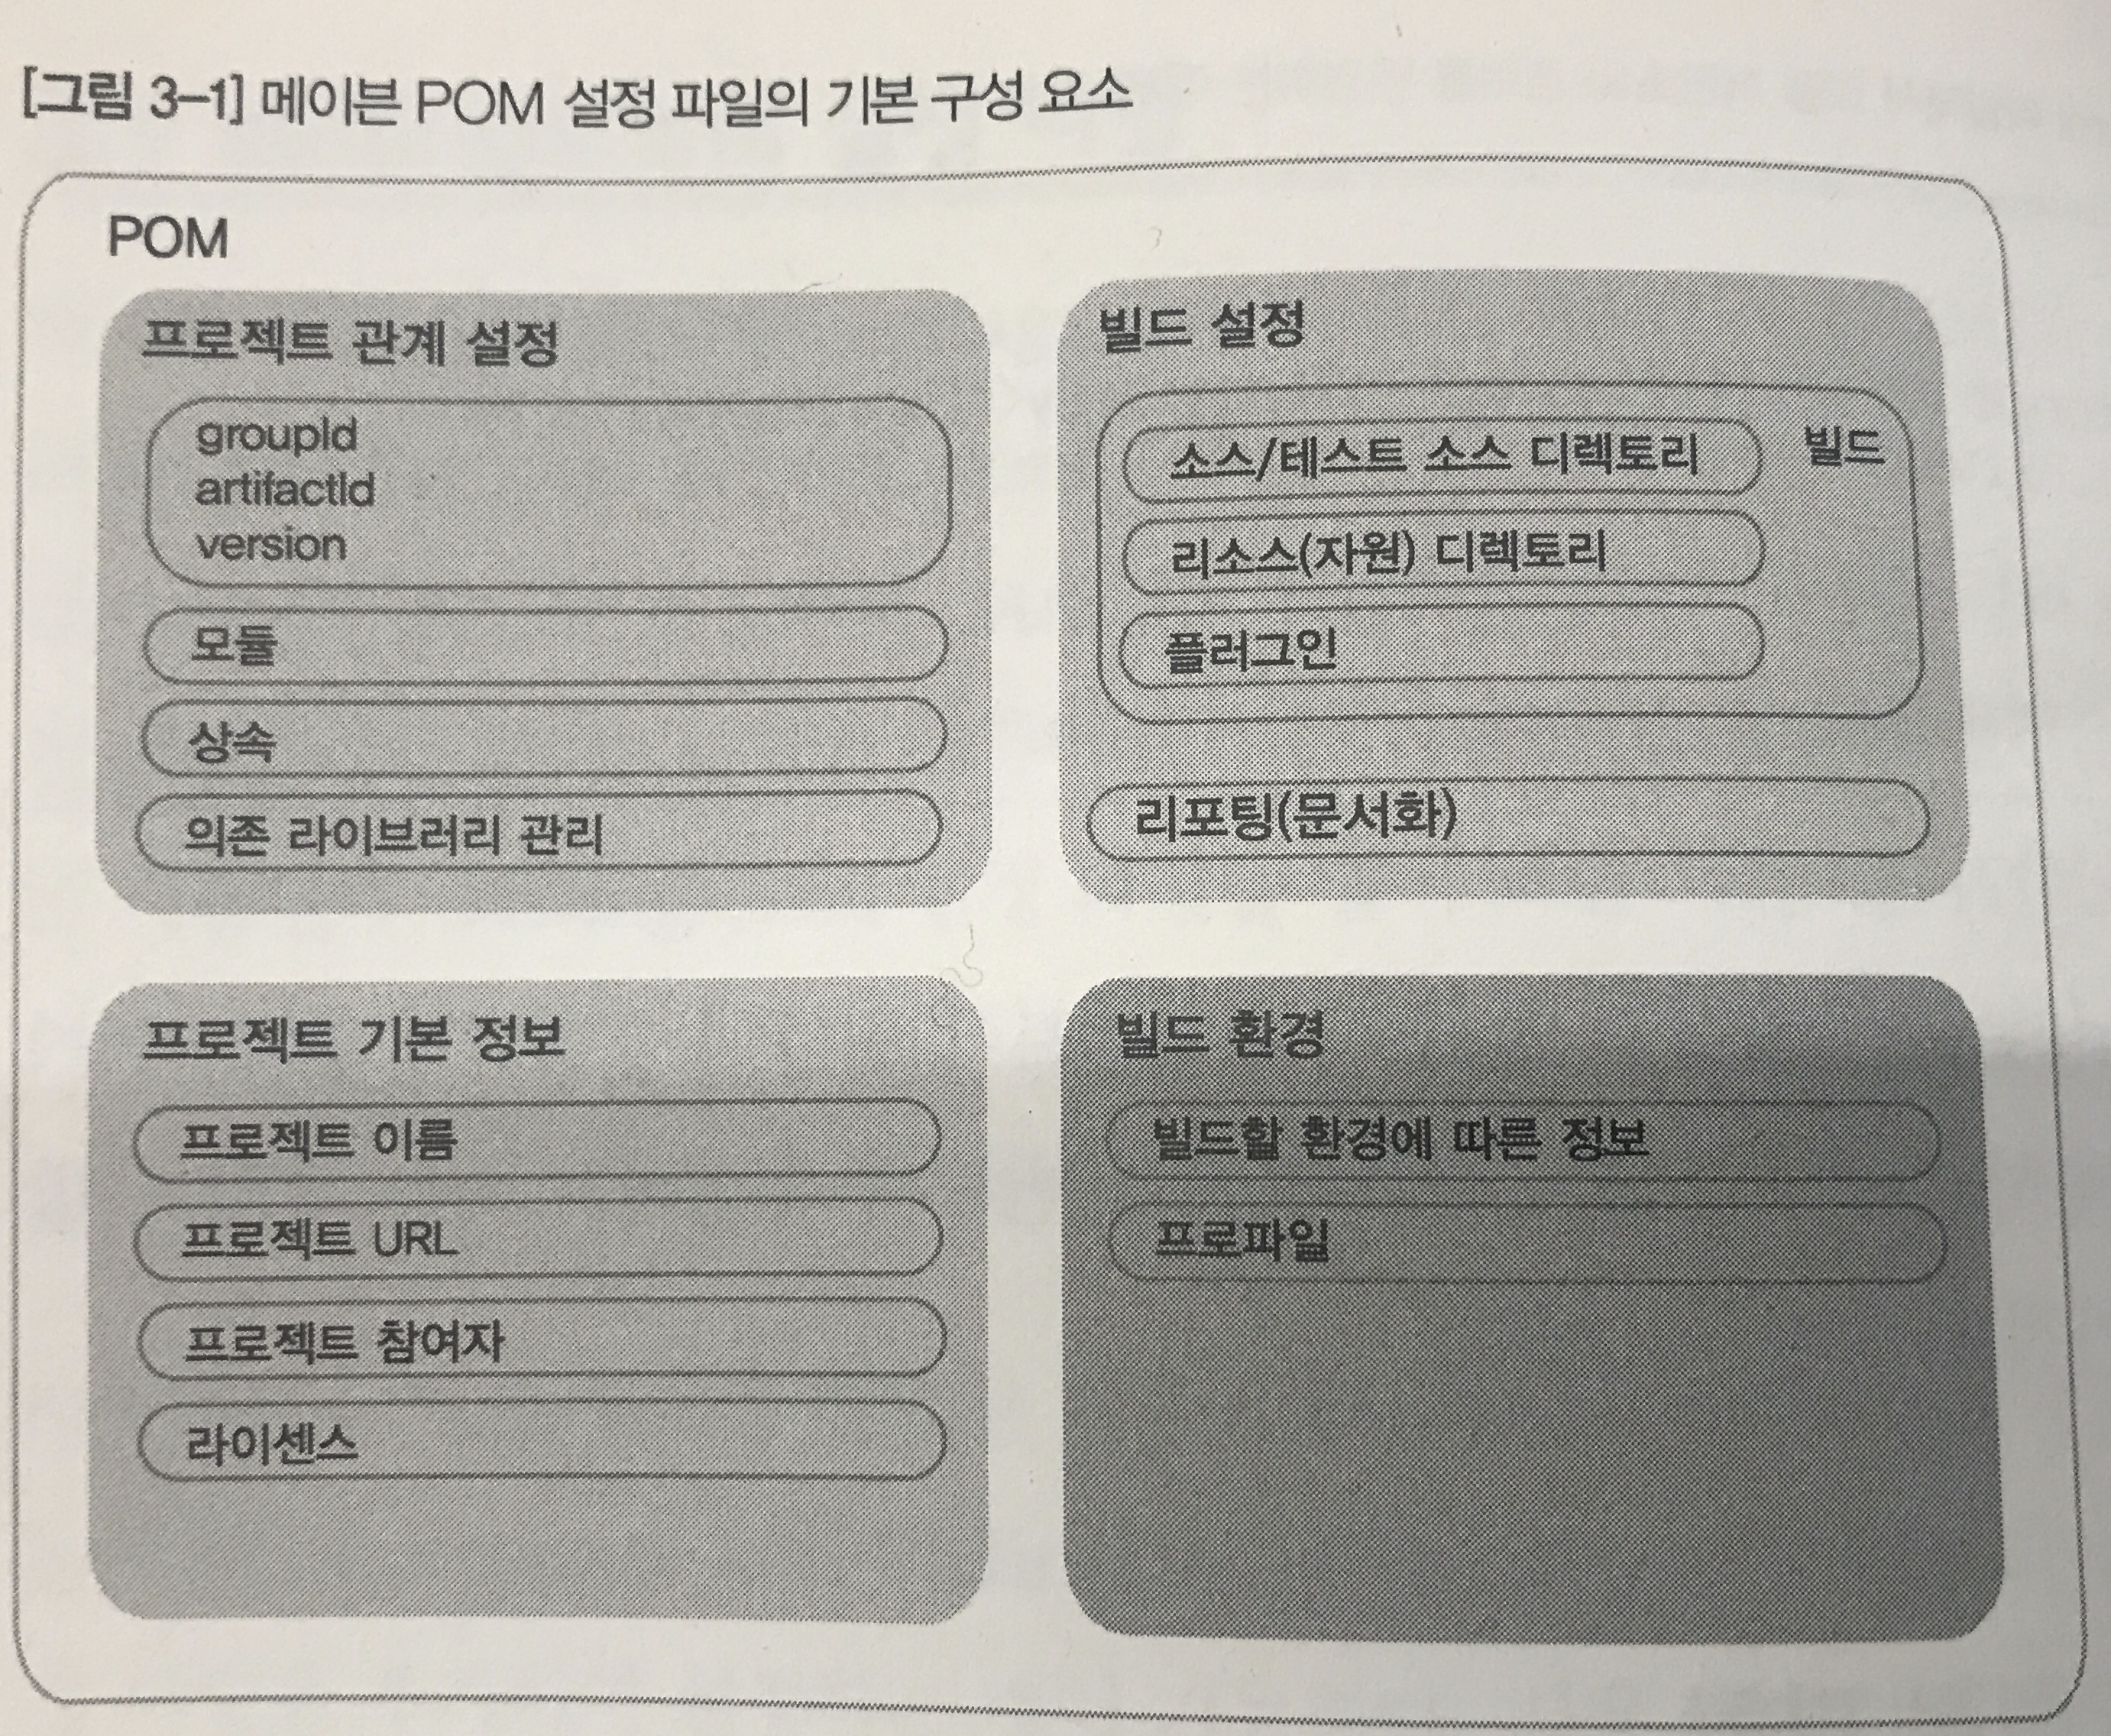 [그림 3-1] 메이븐 POM 설정 파일의 기본 구성 요소
POM
프로젝트 관계 설정
groupId
artifactId
version
모듈
상속
의존 라이브러리 관리
빌드 설정
빌드
소스/테스트 소스 디렉토리
리소스(자원) 디렉토리
플러그인
리포팅(문서화)
프로젝트 기본 정보
프로젝트 이름
프로젝트 URL
프로젝트 참여자
라이센스
빌드 환경
빌드할 환경에 따른 정보
프로파일